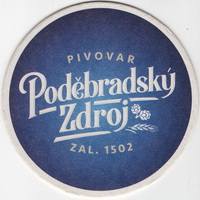 PIVOVAR
Poděbradský
Zdroj
ZAL. 1502